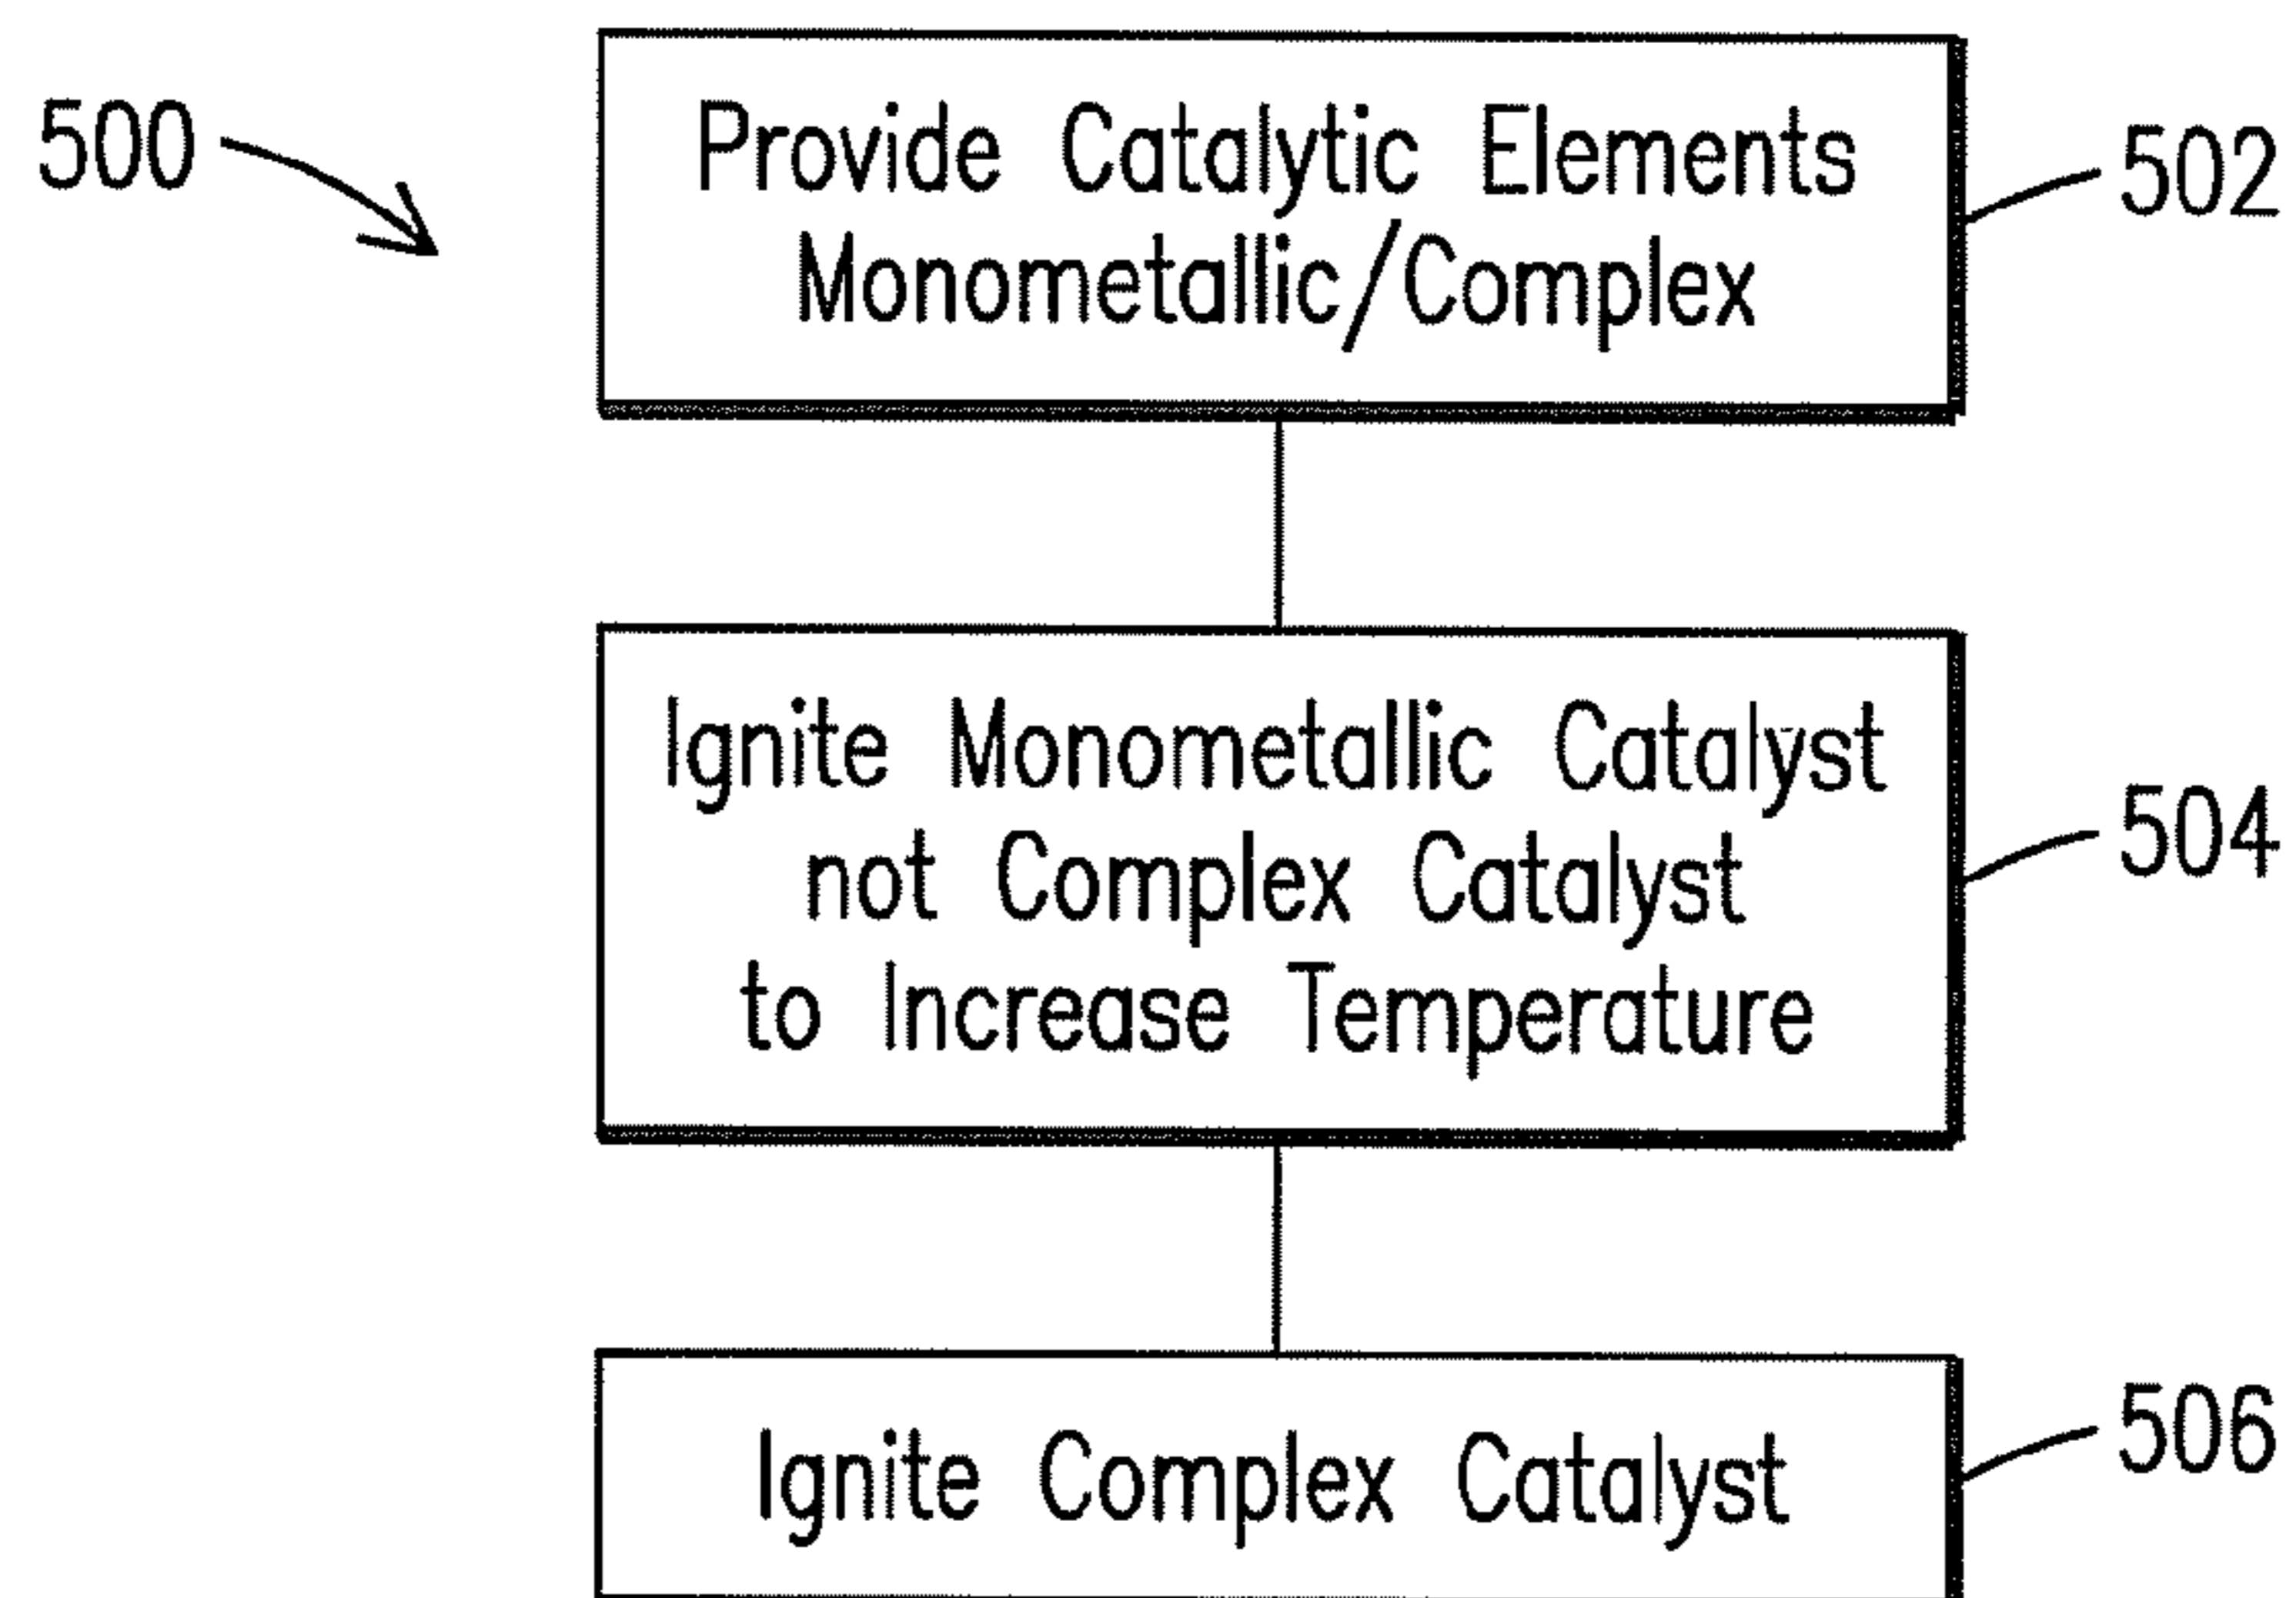 500
Provide Catalytic Elements
Monometallic/Complex
502
Ignite Monometallic Catalyst
not Complex Catalyst
to Increase Temperature
504
Ignite Complex Catalyst
506